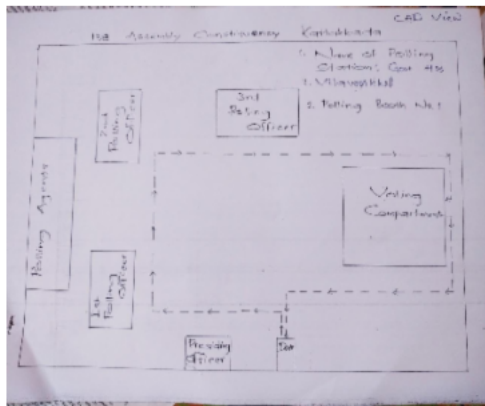 CAD View
Assembly Constituency
1. Name of Polling
Station: Govt HSS
2. Polling Booth No 1
2nd
Polling
Officer
3rd
Polling
Officer
Polling Agents
Voting
Compartment
1st
Polling
Officer
Presiding
Officer